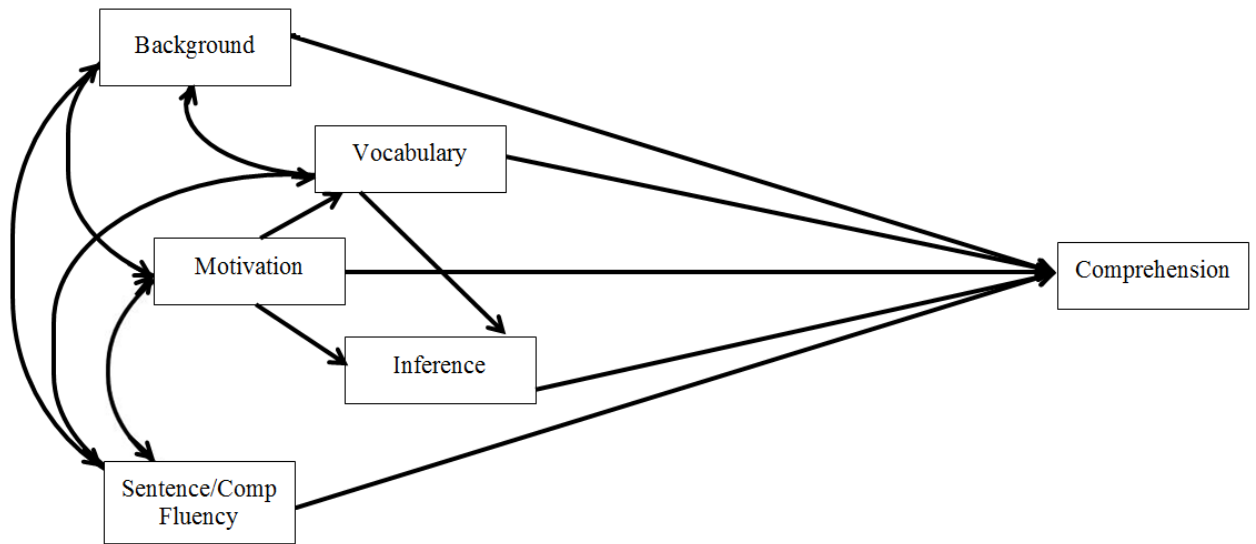 Background
Vocabulary
Motivation
Comprehension
Inference
Sentence/Comp
Fluency